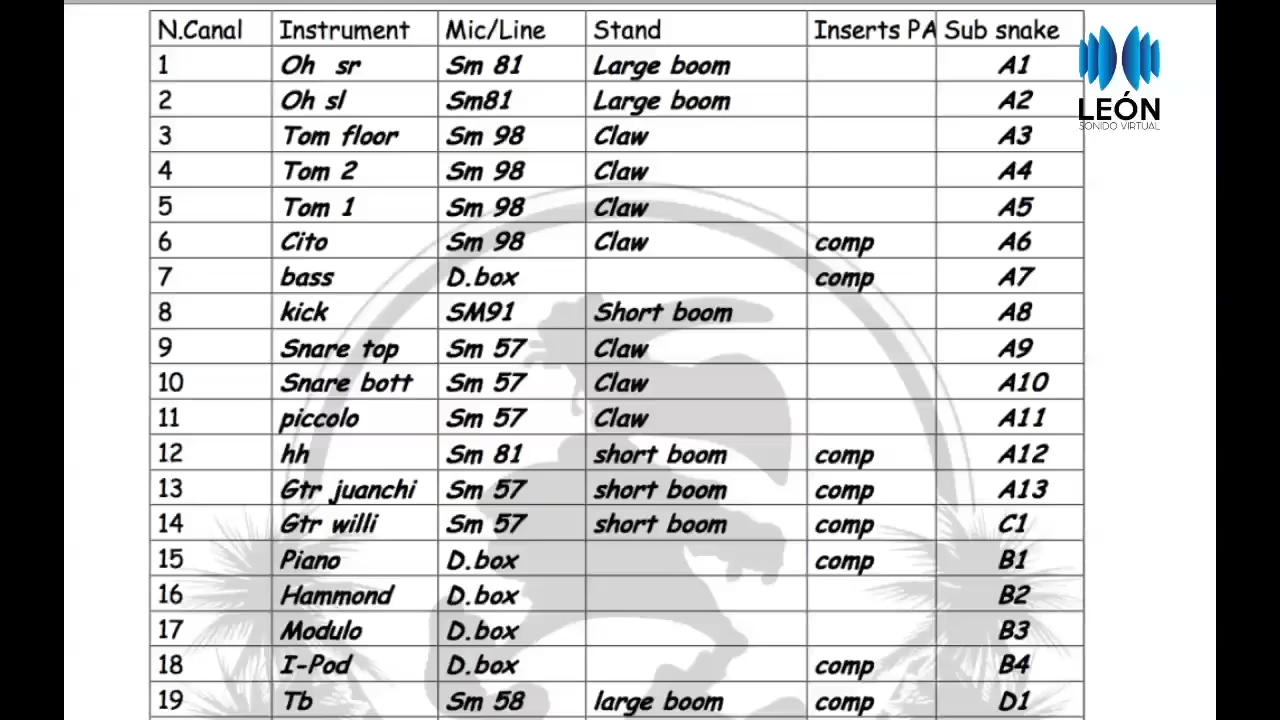 N.Canal Instrument Mic/Line Stand Inserts PA Sub snake
1 Oh sr Sm 81 Large boom A1
2 Oh sl Sm81 Large boom A2
3 Tom floor Sm 98 Claw A3
4 Tom 2 Sm 98 Claw A4
5 Tom 1 Sm 98 Claw A5
6 Cito Sm 98 Claw comp A6
7 bass D.box comp A7
8 kick SM91 Short boom A8
9 Snare top Sm 57 Claw A9
10 Snare bott Sm 57 Claw A10
11 piccolo Sm 57 Claw A11
12 hh Sm 81 short boom comp A12
13 Gtr juanchi Sm 57 short boom comp A13
14 Gtr willi Sm 57 short boom comp C1
15 Piano D.box comp B1
16 Hammond D.box B2
17 Modulo D.box B3
18 I-Pod D.box comp B4
19 Tb Sm 58 large boom comp D1
LEÓN
SONIDO VIRTUAL